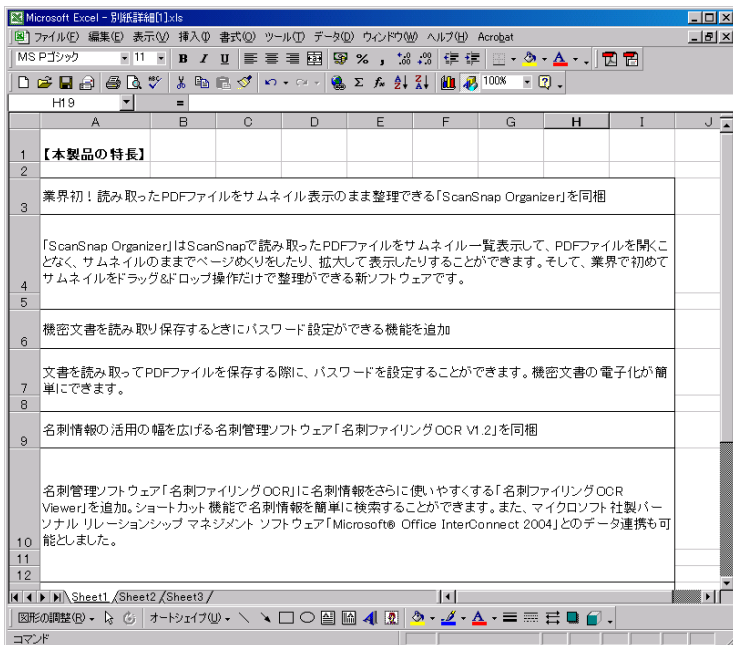 Microsoft Excel - 別紙詳細[1].xls
ファイル(F) 編集(E) 表示(V) 挿入(I) 書式(O) ツール(T) データ(D) ウィンドウ(W) ヘルプ(H) Acrobat
MS Pゴシック 11 B I U % ,
Σ fx 100%
H19 =
A B C D E F G H I J
1 【本製品の特長】
2
3 業界初！読み取ったPDFファイルをサムネイル表示のまま整理できる「ScanSnap Organizer」を同梱
「ScanSnap Organizer」はScanSnapで読み取ったPDFファイルをサムネイル一覧表示して、PDFファイルを開くこ
となく、サムネイルのままでページめくりをしたり、拡大して表示したりすることができます。そして、業界で初めて
4 サムネイルをドラッグ&ドロップ操作だけで整理ができる新ソフトウェアです。
5
6 機密文書を読み取り保存するときにパスワード設定ができる機能を追加
文書を読み取ってPDFファイルを保存する際に、パスワードを設定することができます。機密文書の電子化が簡
7 単にできます。
8
9 名刺情報の活用の幅を広げる名刺管理ソフトウェア「名刺ファイリングOCR V1.2」を同梱
名刺管理ソフトウェア「名刺ファイリングOCR」に名刺情報をさらに使いやすくする「名刺ファイリングOCR
Viewer」を追加。ショートカット機能で名刺情報を簡単に検索することができます。また、マイクロソフト社製パー
ソナル リレーションシップ マネジメント ソフトウェア「Microsoft® Office InterConnect 2004」とのデータ連携も可
10 能としました。
11
12
Sheet1 Sheet2 Sheet3
図形の調整(R) オートシェイプ(U)
コマンド